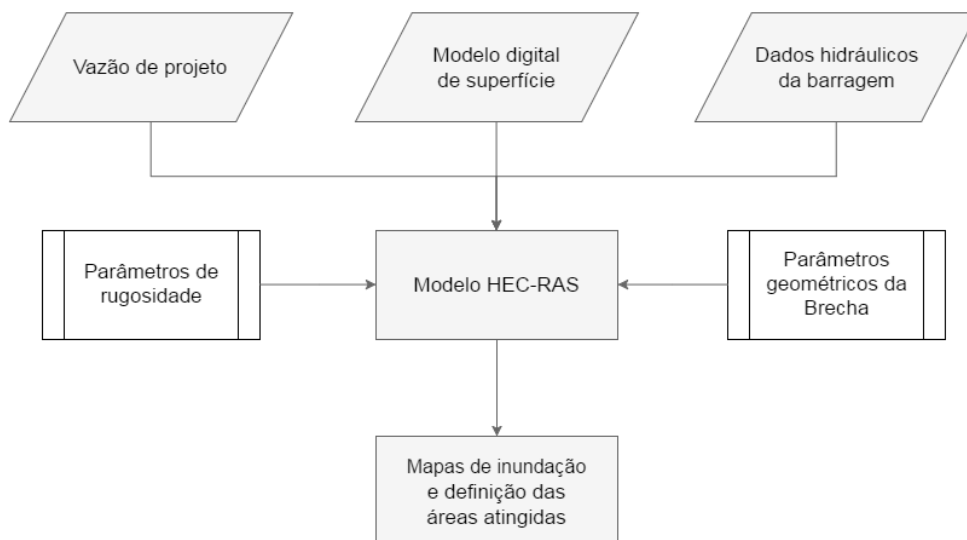 Vazão de projeto
Modelo digital
de superfície
Dados hidráulicos
da barragem
Parâmetros de
rugosidade
Modelo HEC-RAS
Parâmetros
geométricos da
Brecha
Mapas de inundação
e definição das
áreas atingidas